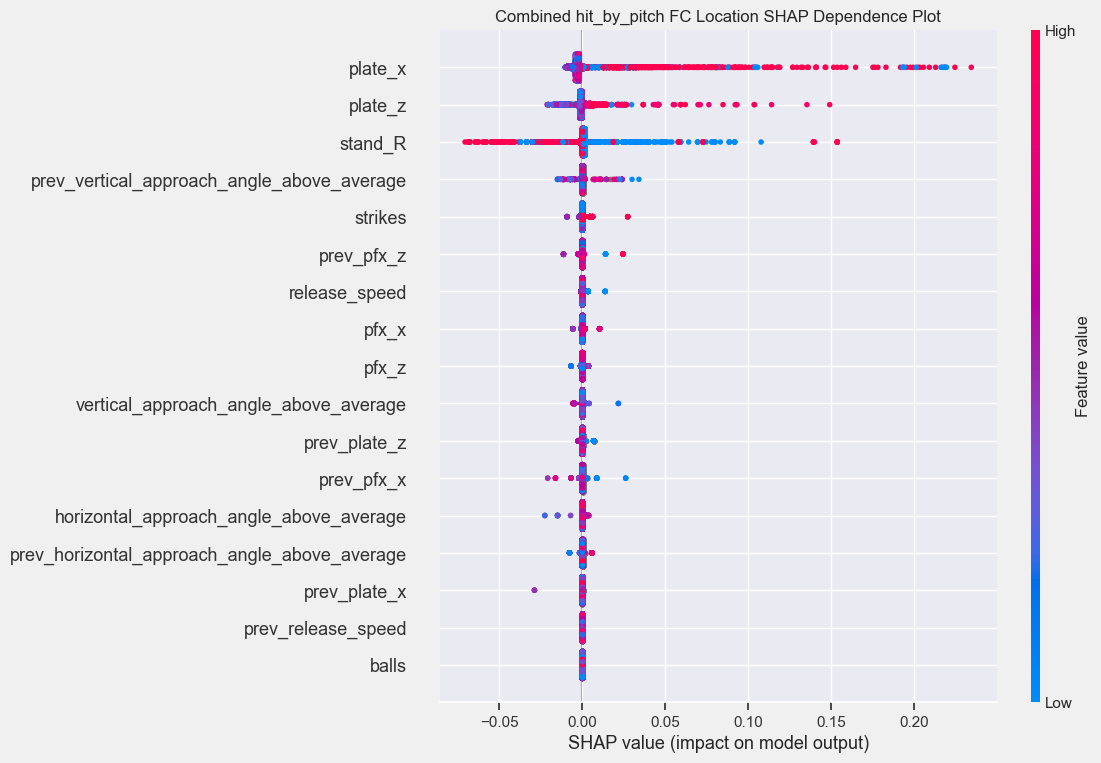 Combined hit_by_pitch FC Location SHAP Dependence Plot
High
plate_x
plate_z
stand_R
prev_vertical_approach_angle_above_average
strikes
prev_pfx_z
release_speed
pfx_x
pfx_z
vertical_approach_angle_above_average
prev_plate_z
prev_pfx_x
horizontal_approach_angle_above_average
prev_horizontal_approach_angle_above_average
prev_plate_x
prev_release_speed
balls
Feature value
Low
−0.05 0.00 0.05 0.10 0.15 0.20
SHAP value (impact on model output)